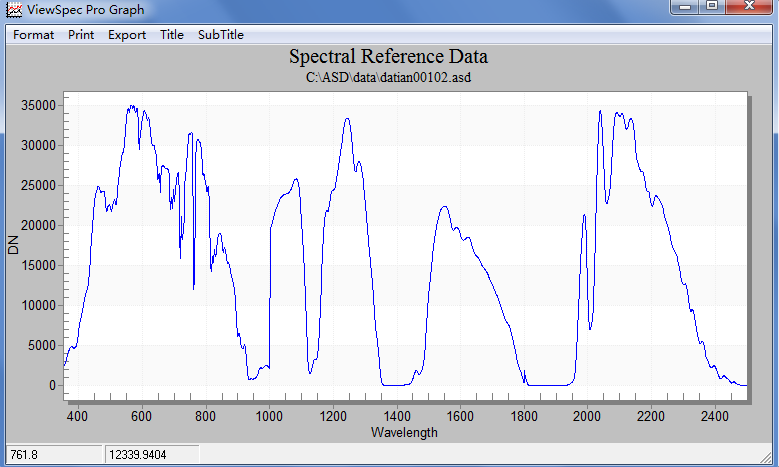 ViewSpec Pro Graph
Format Print Export Title SubTitle
Spectral Reference Data
C:\ASD\data\datian00102.asd
35000
30000
25000
20000
DN
15000
10000
5000
0
400 600 800 1000 1200 1400 1600 1800 2000 2200 2400
Wavelength
761.8 12339.9404